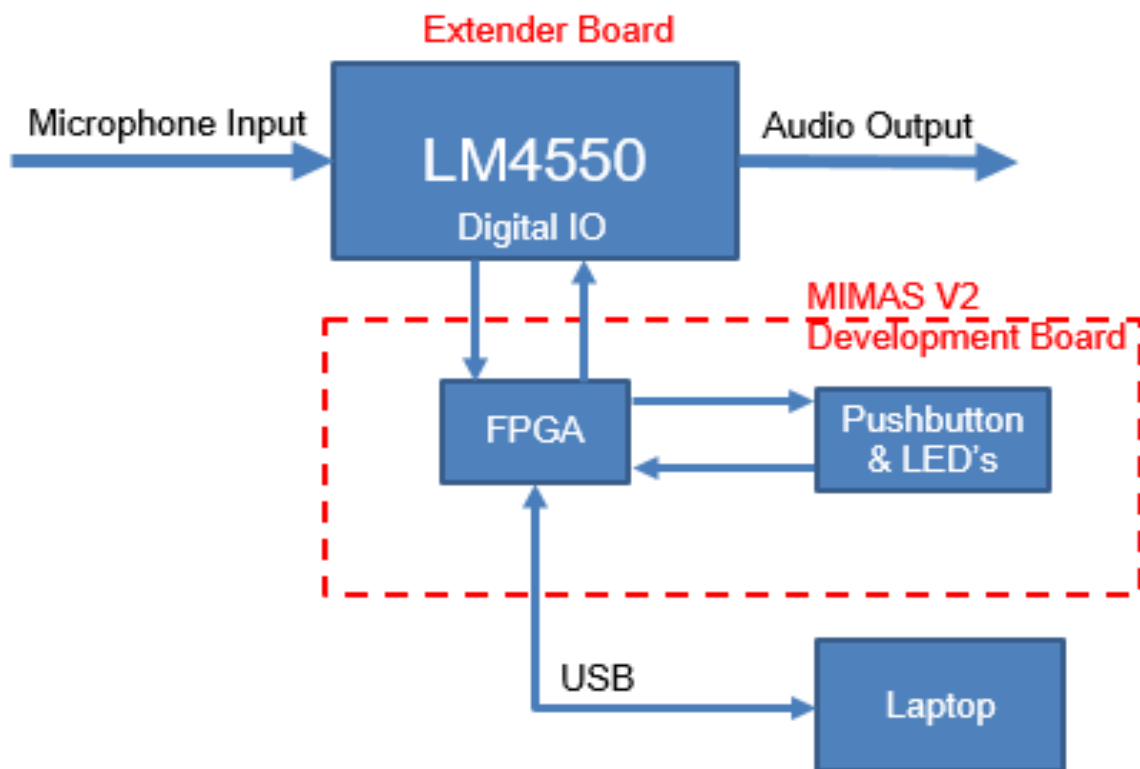 Extender Board
Microphone Input
LM4550
Digital IO
Audio Output
MIMAS V2
Development Board
FPGA
Pushbutton
& LED's
USB
Laptop